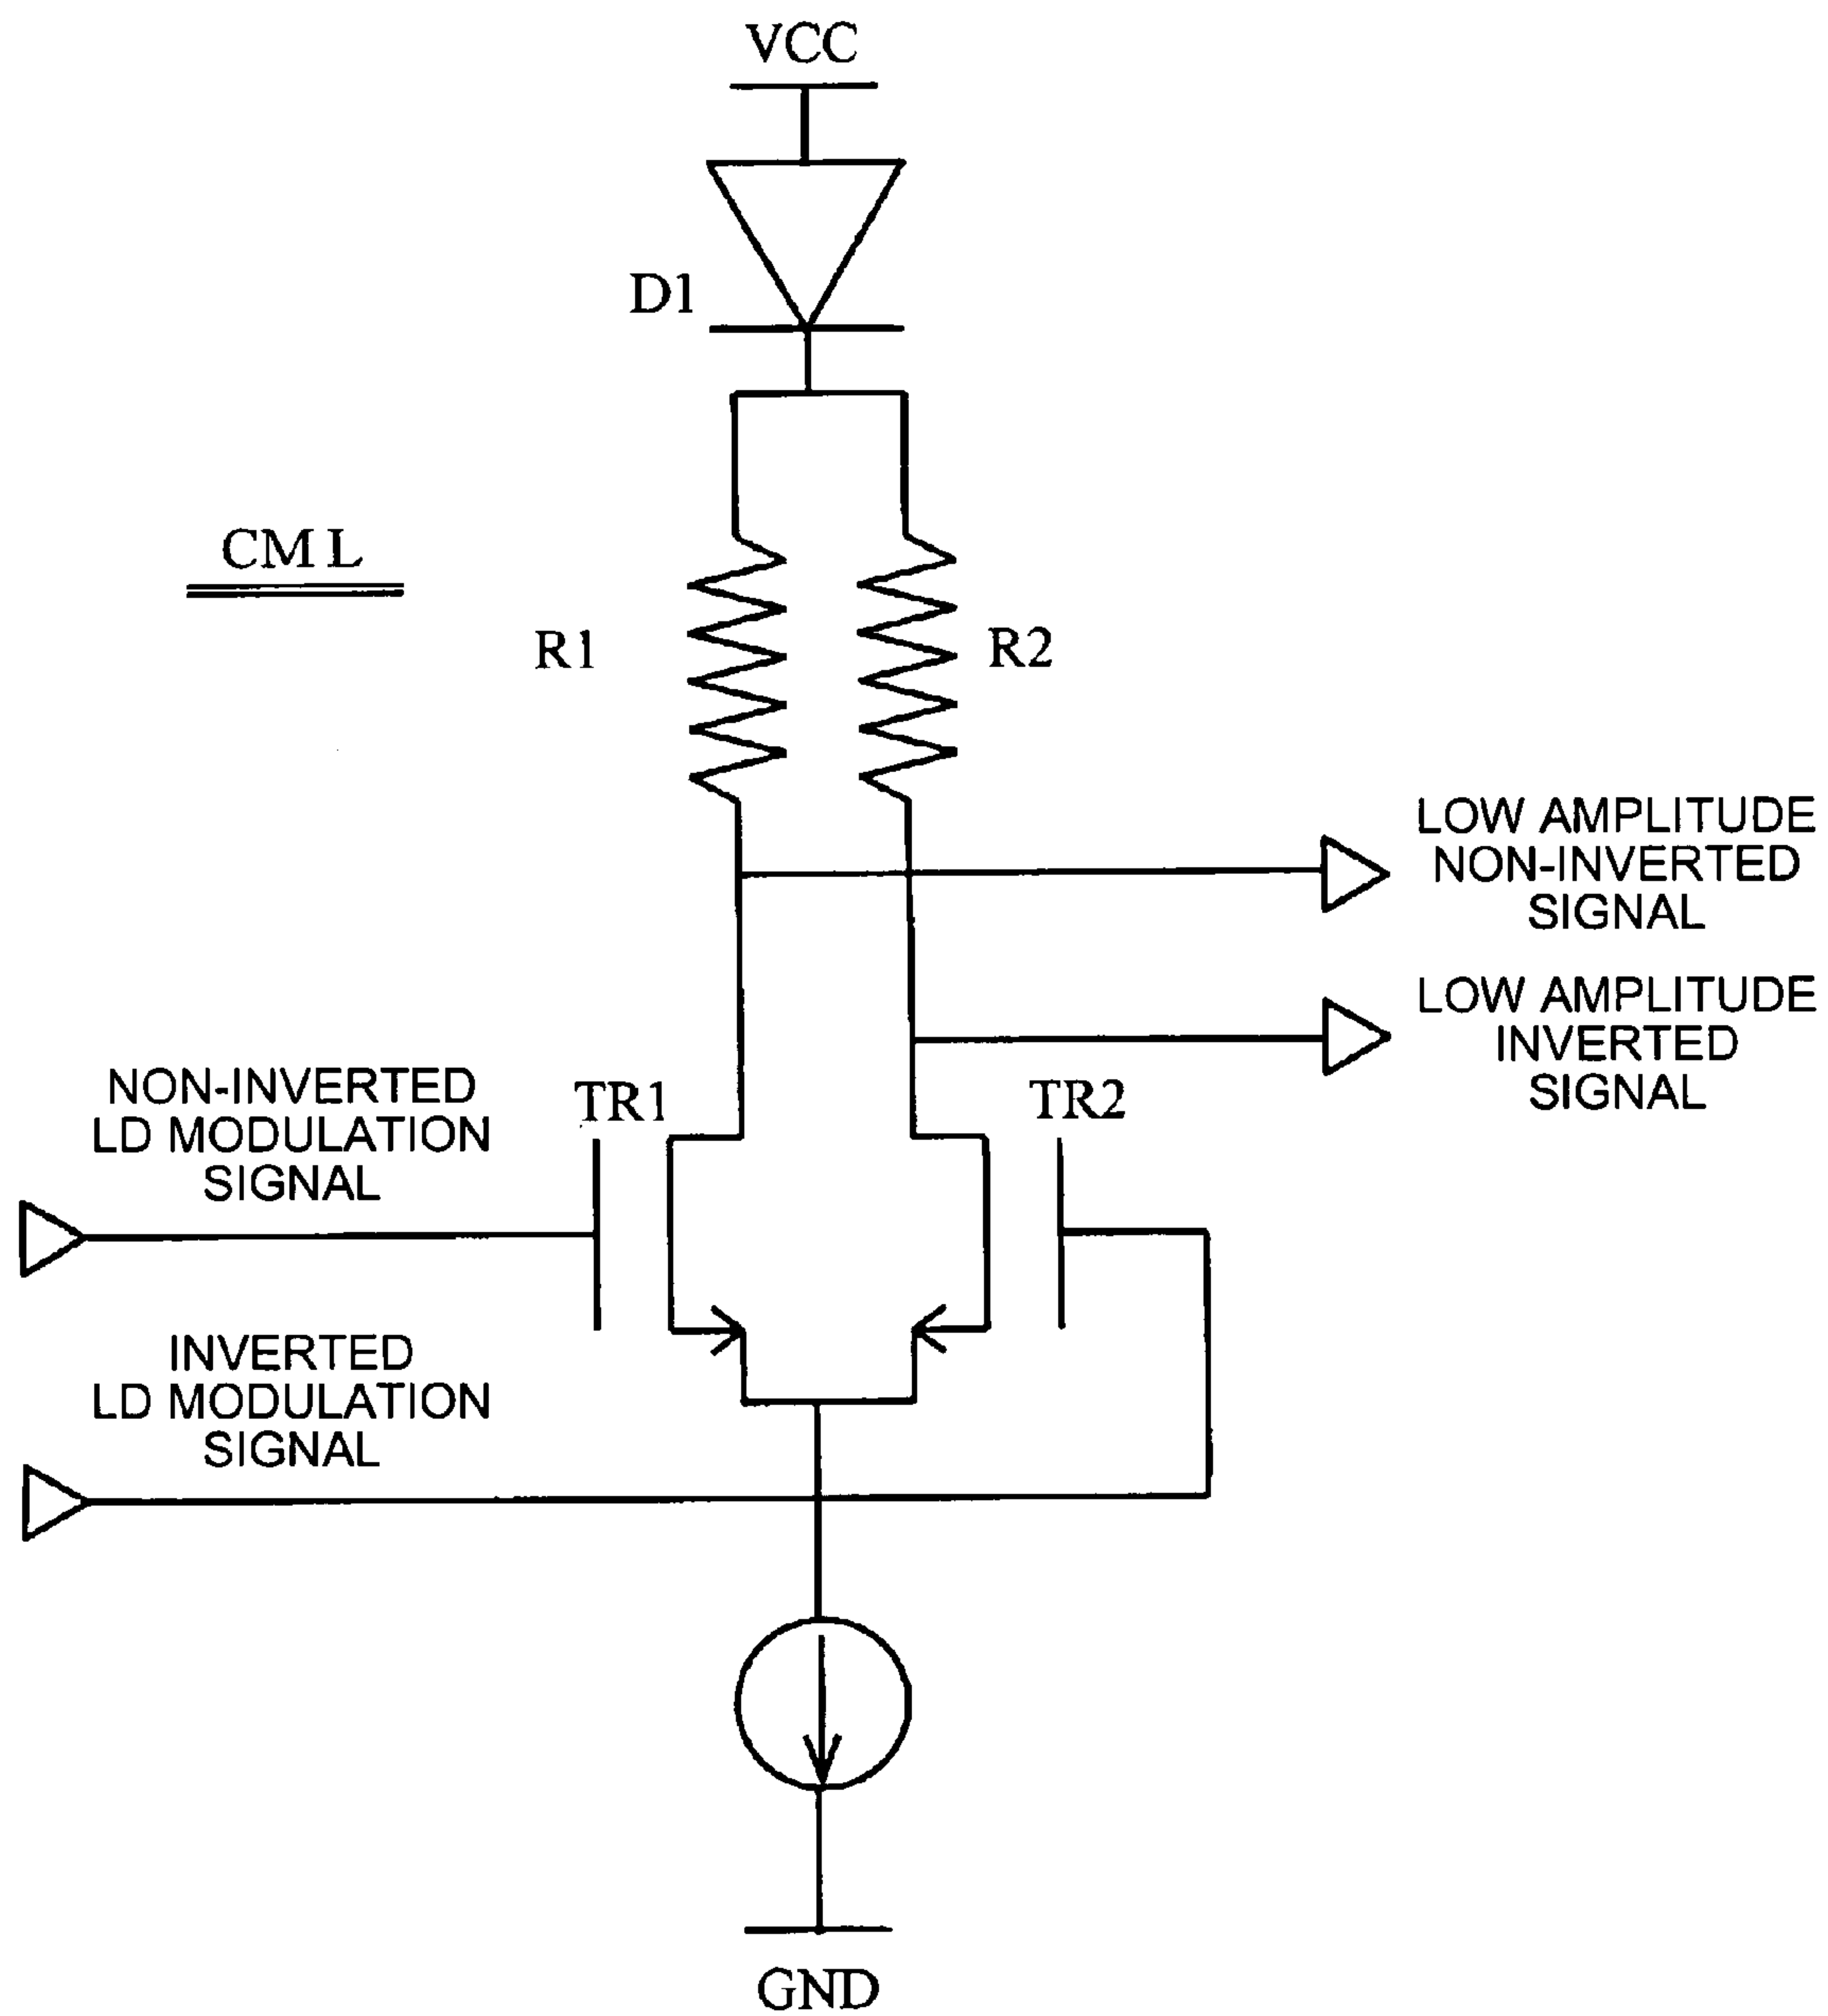 VCC
D1
CML
R1
R2
LOW AMPLITUDE
NON-INVERTED
SIGNAL
LOW AMPLITUDE
INVERTED
SIGNAL
NON-INVERTED
LD MODULATION
SIGNAL
TR1
TR2
INVERTED
LD MODULATION
SIGNAL
GND